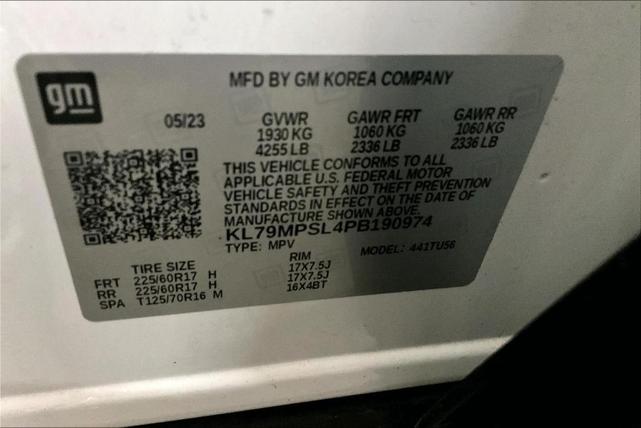 gm
MFD BY GM KOREA COMPANY
05/23 GVWR GAWR FRT GAWR RR
1930 KG 1060 KG 1060 KG
4255 LB 2336 LB 2336 LB
THIS VEHICLE CONFORMS TO ALL
APPLICABLE U.S. FEDERAL MOTOR
VEHICLE SAFETY AND THEFT PREVENTION
STANDARDS IN EFFECT ON THE DATE OF
MANUFACTURE SHOWN ABOVE.
KL79MPSL4PB190974
TYPE: MPV MODEL: 441TU56
TIRE SIZE RIM
FRT 225/60R17 H 17X7.5J
RR 225/60R17 H 17X7.5J
SPA T125/70R16 M 16X4BT